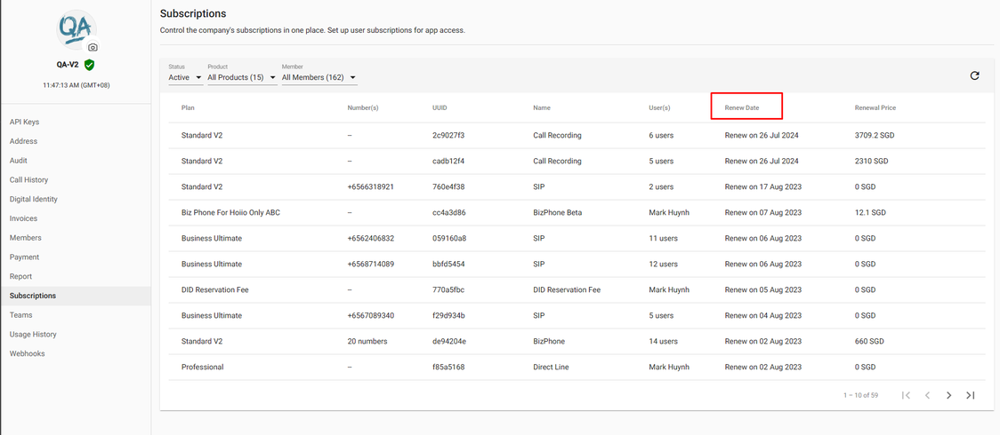 QA
QA-V2
11:47:13 AM (GMT+08)
API Keys
Address
Audit
Call History
Digital Identity
Invoices
Members
Payment
Report
Subscriptions
Teams
Usage History
Webhooks
Subscriptions
Control the company's subscriptions in one place. Set up user subscriptions for app access.
Status Product Member
Active All Products (15) All Members (162)
Plan Number(s) UUID Name User(s) Renew Date Renewal Price
Standard V2 – 2c9027f3 Call Recording 6 users Renew on 26 Jul 2024 3709.2 SGD
Standard V2 – cadb12f4 Call Recording 5 users Renew on 26 Jul 2024 2310 SGD
Standard V2 +6566318921 760e4f38 SIP 2 users Renew on 17 Aug 2023 0 SGD
Biz Phone For Hoiio Only ABC – cc4a3d86 BizPhone Beta Mark Huynh Renew on 07 Aug 2023 12.1 SGD
Business Ultimate +6562406832 059160a8 SIP 11 users Renew on 06 Aug 2023 0 SGD
Business Ultimate +6568714089 bbfd5454 SIP 12 users Renew on 06 Aug 2023 0 SGD
DID Reservation Fee – 770a5fbc DID Reservation Fee Mark Huynh Renew on 05 Aug 2023 0 SGD
Business Ultimate +6567089340 f29d934b SIP 5 users Renew on 04 Aug 2023 0 SGD
Standard V2 20 numbers de94204e BizPhone 14 users Renew on 02 Aug 2023 660 SGD
Professional – f85a5168 Direct Line Mark Huynh Renew on 02 Aug 2023 0 SGD
1 – 10 of 59